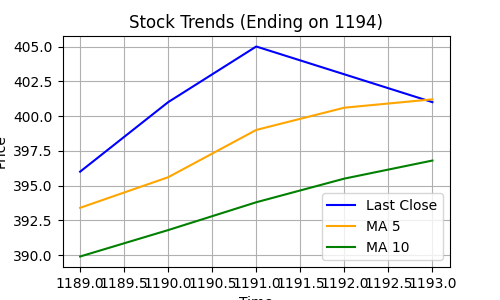 Stock Trends (Ending on 1194)
405.0
402.5
400.0
397.5
395.0
392.5
390.0
Price
Last Close
MA 5
MA 10
1189.0 1189.5 1190.0 1190.5 1191.0 1191.5 1192.0 1192.5 1193.0
Time